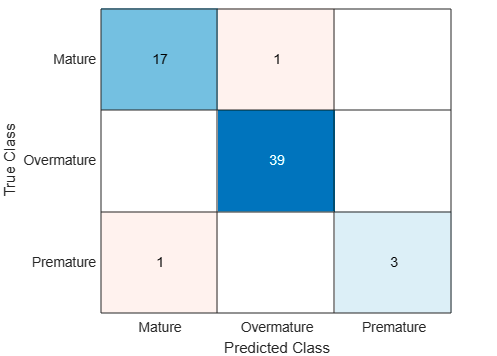 True Class
Mature 17 1
Overmature 39
Premature 1 3
Mature Overmature Premature
Predicted Class